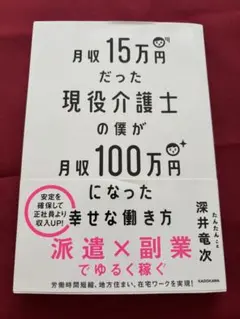 月収15万円
だった
現役介護士
の僕が
月収100万円
になった
幸せな働き方
安定を
確保して
正社員より
収入UP!
深井竜次
たんたんこと
派遣×副業
でゆるく稼ぐ
労働時間短縮、地方住まい、在宅ワークを実現!
KADOKAWA